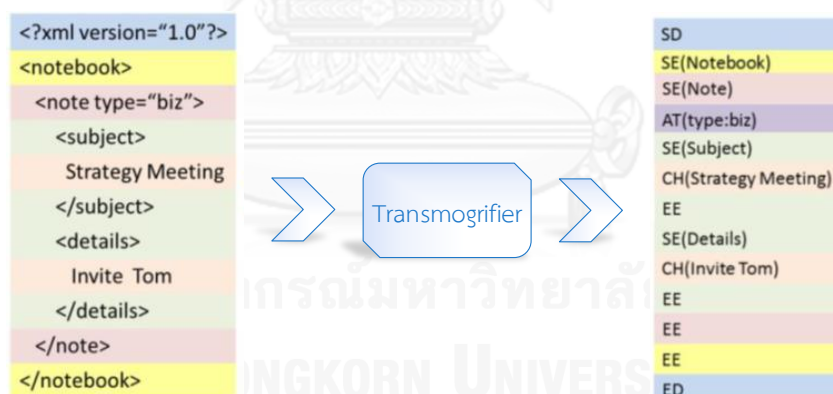 <?xml version="1.0"?>
<notebook>
<note type="biz">
<subject>
Strategy Meeting
</subject>
<details>
Invite Tom
</details>
</note>
</notebook>
Transmogrifier
SD
SE(Notebook)
SE(Note)
AT(type:biz)
SE(Subject)
CH(Strategy Meeting)
EE
SE(Details)
CH(Invite Tom)
EE
EE
EE
ED